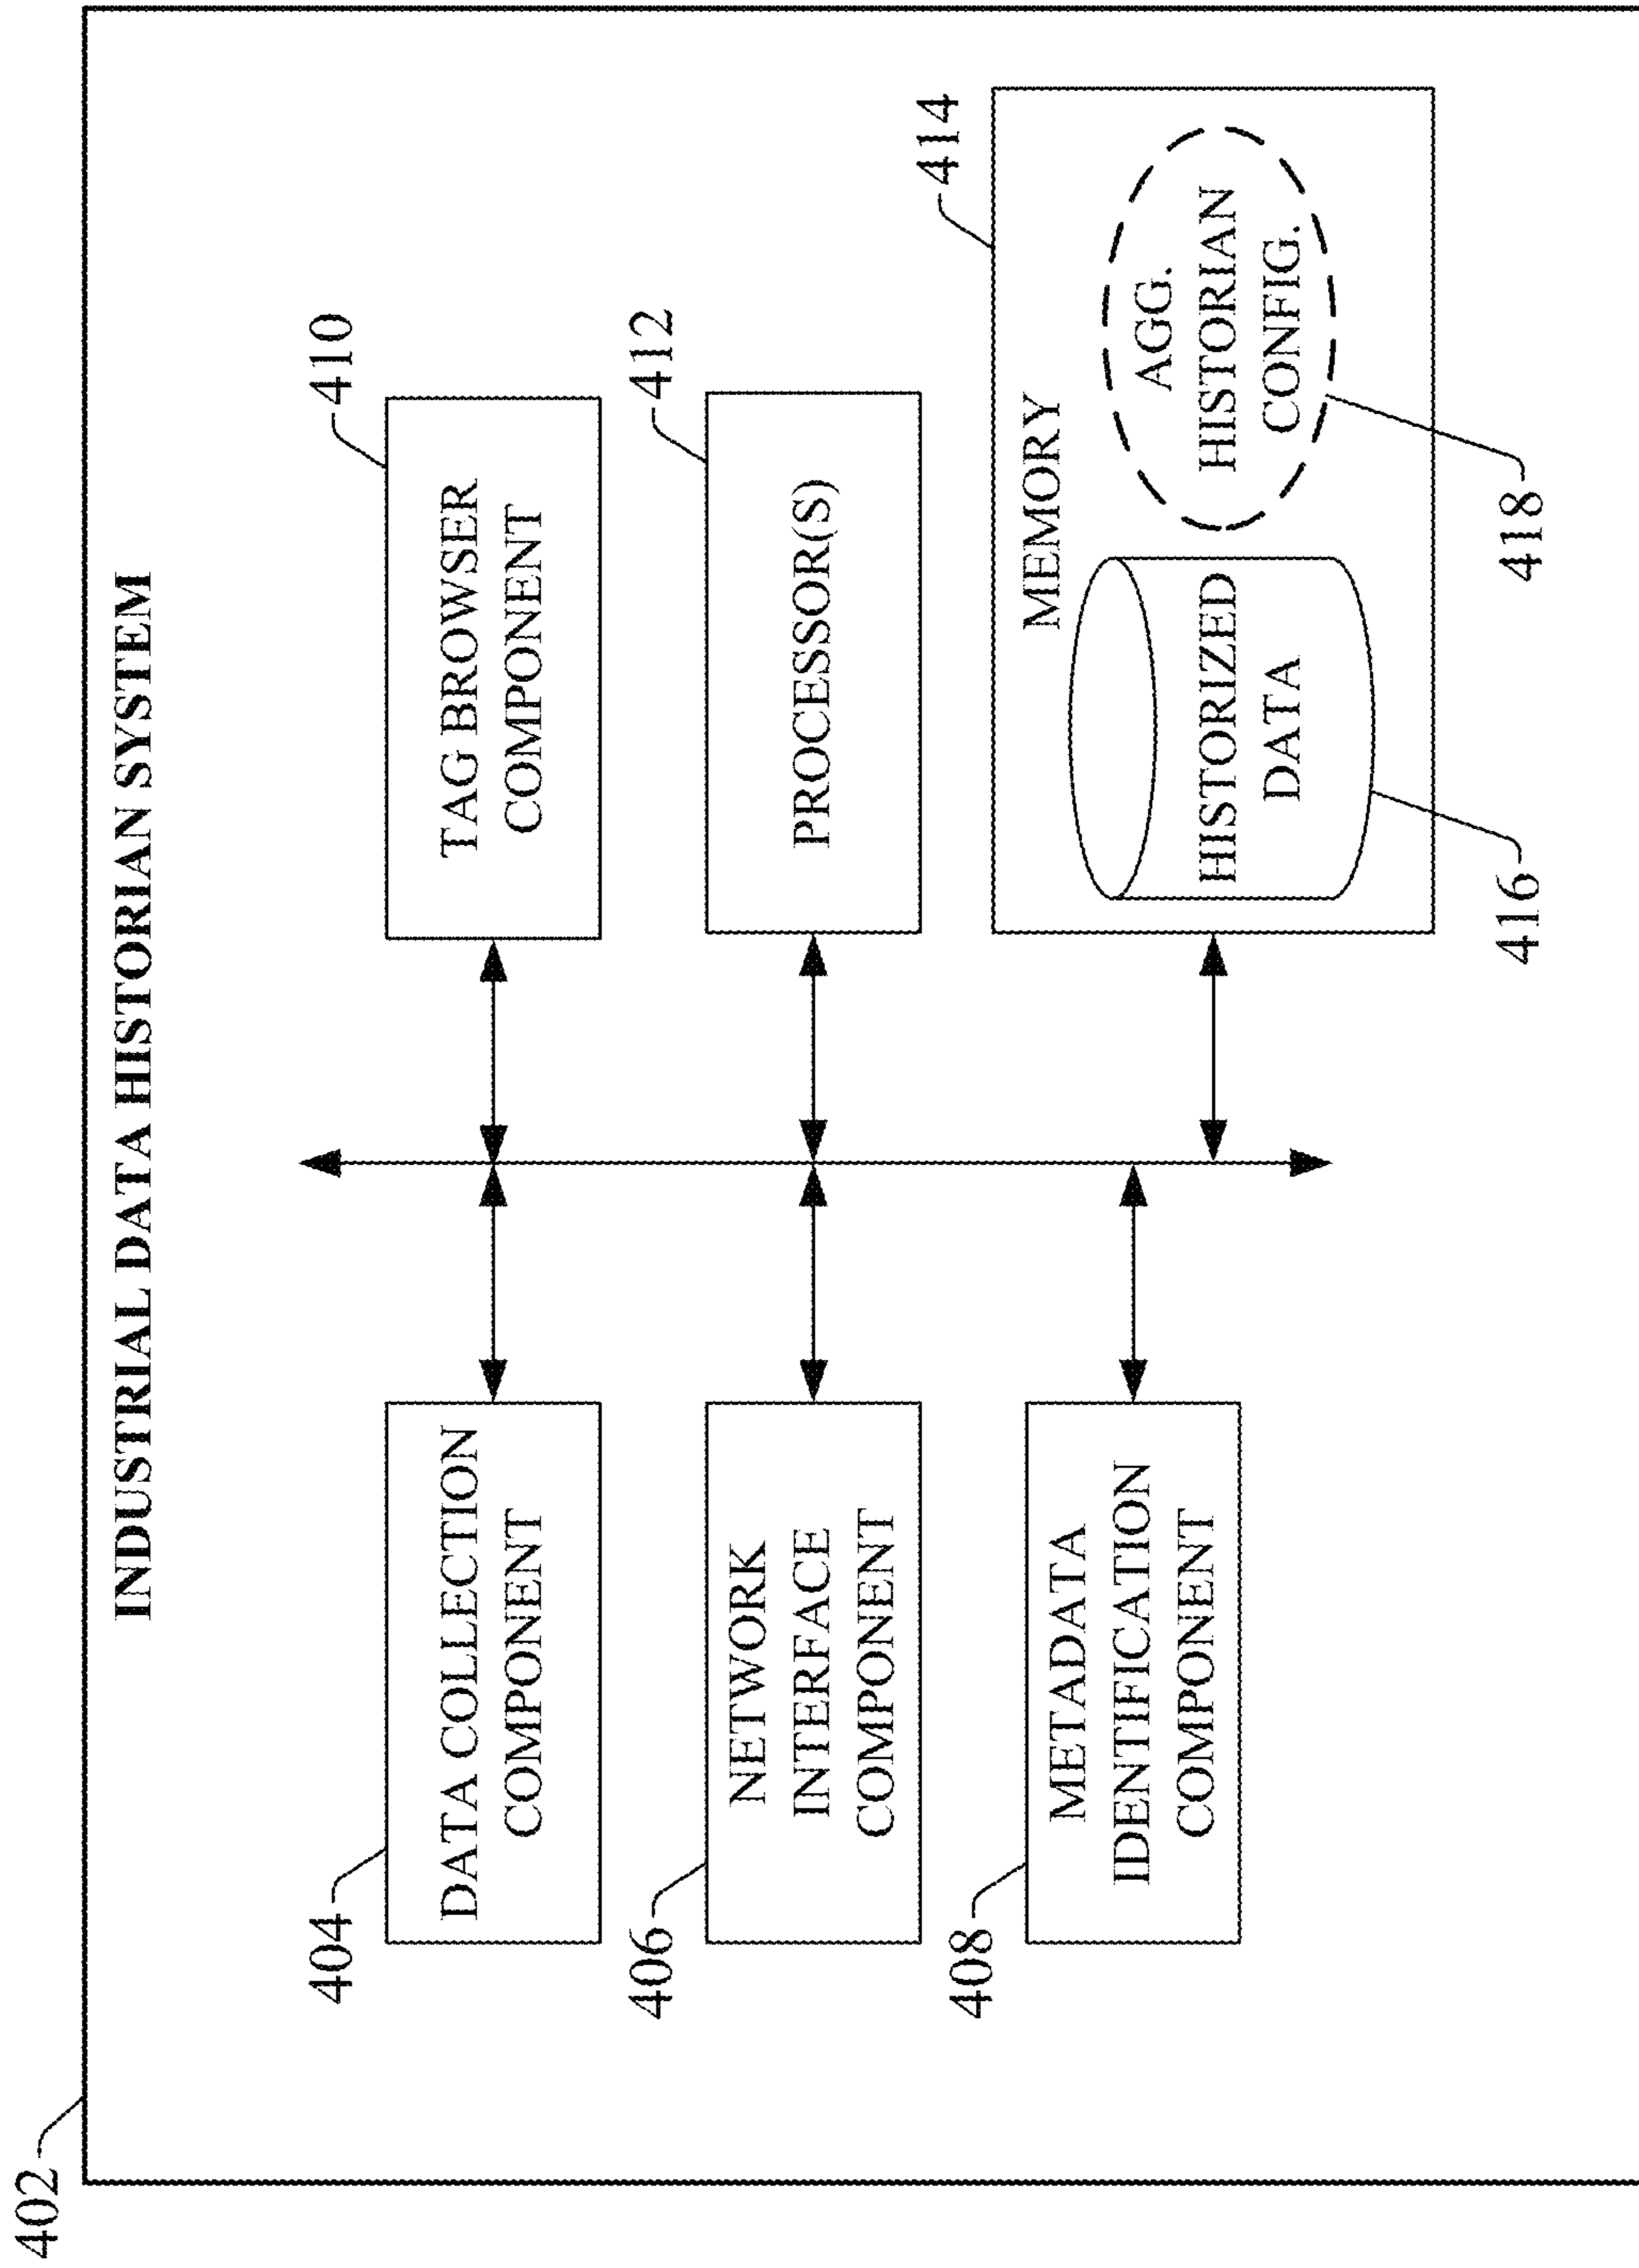 402
INDUSTRIAL DATA HISTORIAN SYSTEM
404
DATA COLLECTION
COMPONENT
406
NETWORK
INTERFACE
COMPONENT
408
METADATA
IDENTIFICATION
COMPONENT
410
TAG BROWSER
COMPONENT
412
PROCESSOR(S)
414
MEMORY
HISTORIZED
DATA
416
AGG.
HISTORIAN
CONFIG.
418